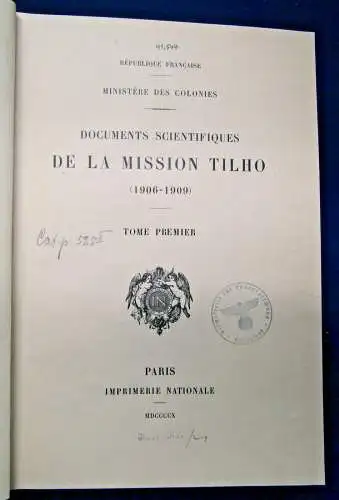 RÉPUBLIQUE FRANÇAISE
MINISTÈRE DES COLONIES
DOCUMENTS SCIENTIFIQUES
DE LA MISSION TILHO
(1906-1909)
TOME PREMIER
IN
PARIS
IMPRIMERIE NATIONALE
MDCCCCX